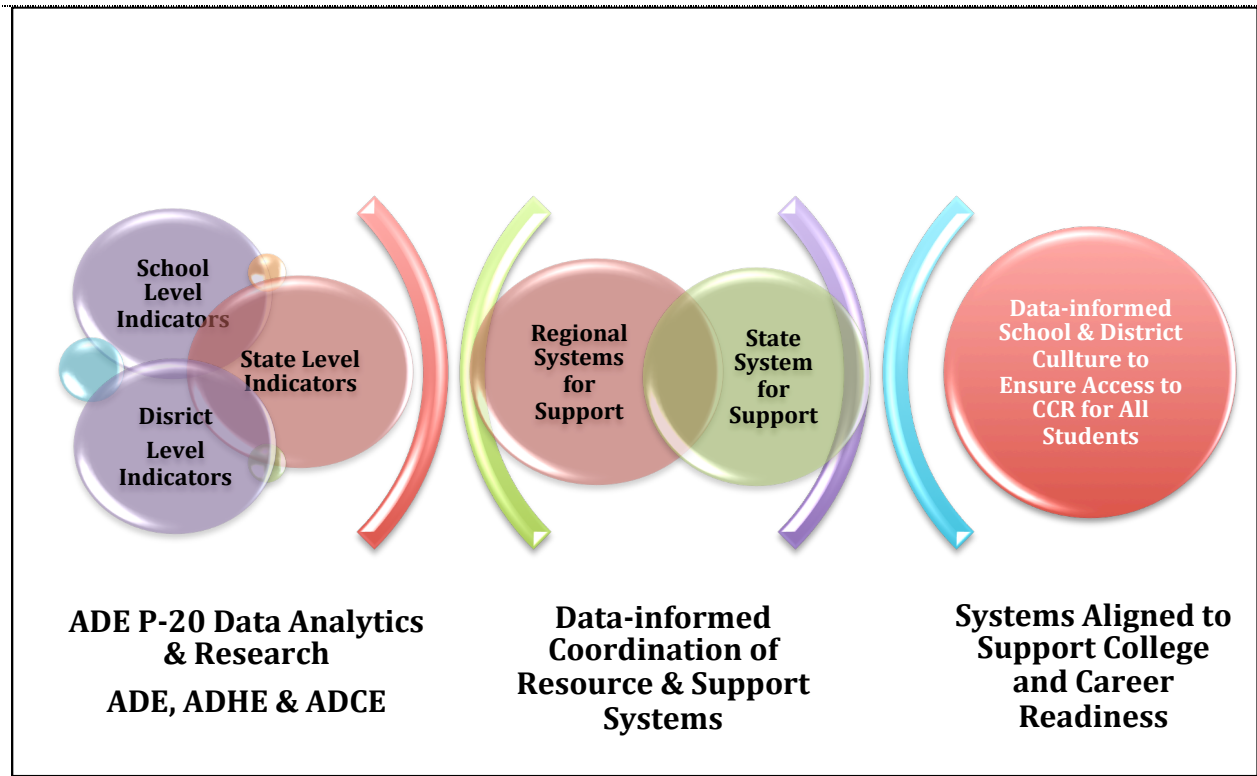 School
Level
Indicators
State Level
Indicators
Disrict
Level
Indicators
Regional
Systems
for
Support
State
System
for
Support
Data-informed
School & District
Cullture to
Ensure Access to
CCR for All
Students
ADE P-20 Data Analytics
& Research
ADE, ADHE & ADCE
Data-informed
Coordination of
Resource & Support
Systems
Systems Aligned to
Support College
and Career
Readiness